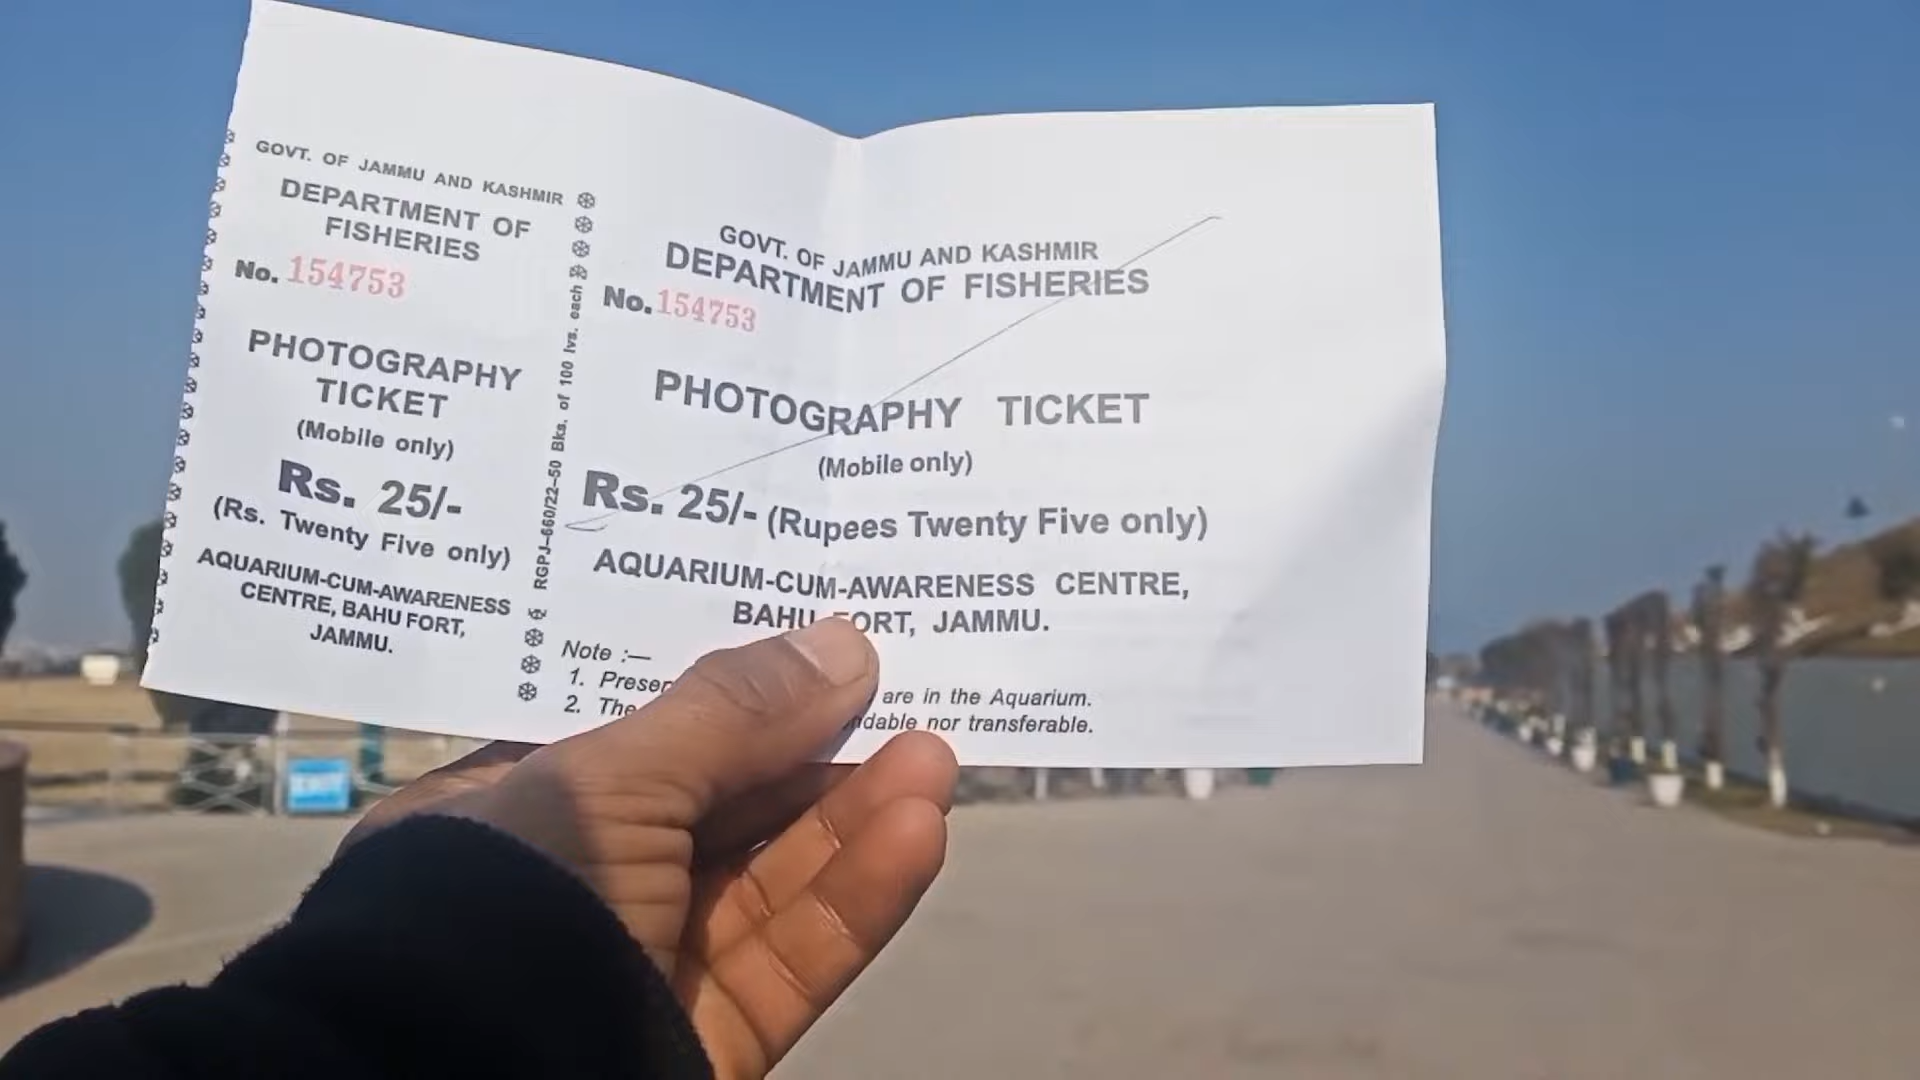 GOVT. OF JAMMU AND KASHMIR
DEPARTMENT OF
FISHERIES
No. 154753
PHOTOGRAPHY
TICKET
(Mobile only)
Rs. 25/-
(Rs. Twenty Five only)
AQUARIUM-CUM-AWARENESS
CENTRE, BAHU FORT,
JAMMU.
RGPJ–660/22–50 Bks. of 100 lvs. each
GOVT. OF JAMMU AND KASHMIR
DEPARTMENT OF FISHERIES
No. 154753
PHOTOGRAPHY TICKET
(Mobile only)
Rs. 25/- (Rupees Twenty Five only)
AQUARIUM-CUM-AWARENESS CENTRE,
BAHU FORT, JAMMU.
Note :—
1. are in the Aquarium.
2. The nor transferable.